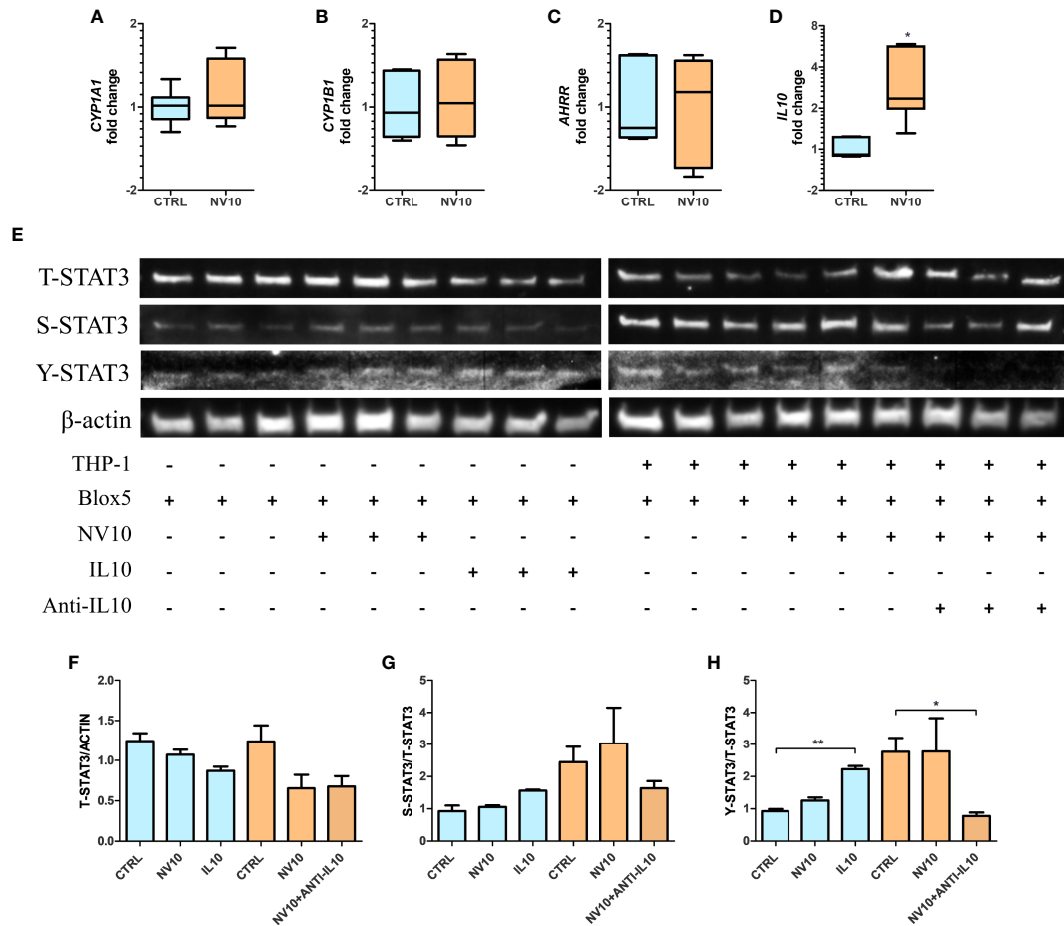 A
CYP1A1
fold change
2
1
-2
CTRL NV10
B
CYP1B1
fold change
2
1
-2
CTRL NV10
C
AHRR
fold change
2
1
-2
CTRL NV10
D
IL10
fold change
8
4
2
1
-2
*
CTRL NV10
E
T-STAT3
S-STAT3
Y-STAT3
β-actin
THP-1 - - - - - - - - - + + + + + + + + +
Blox5 + + + + + + + + + + + + + + + + + +
NV10 - - - + + + - - - - - - + + + + + +
IL10 - - - - - - + + + - - - - - - - - -
Anti-IL10 - - - - - - - - - - - - - - - + + +
F
T-STAT3/ACTIN
2.0
1.5
1.0
0.5
0.0
CTRL NV10 IL10 CTRL NV10 NV10+ANTI-IL10
G
S-STAT3/T-STAT3
5
4
3
2
1
0
CTRL NV10 IL10 CTRL NV10 NV10+ANTI-IL10
H
Y-STAT3/T-STAT3
5
4
3
2
1
0
**
*
CTRL NV10 IL10 CTRL NV10 NV10+ANTI-IL10